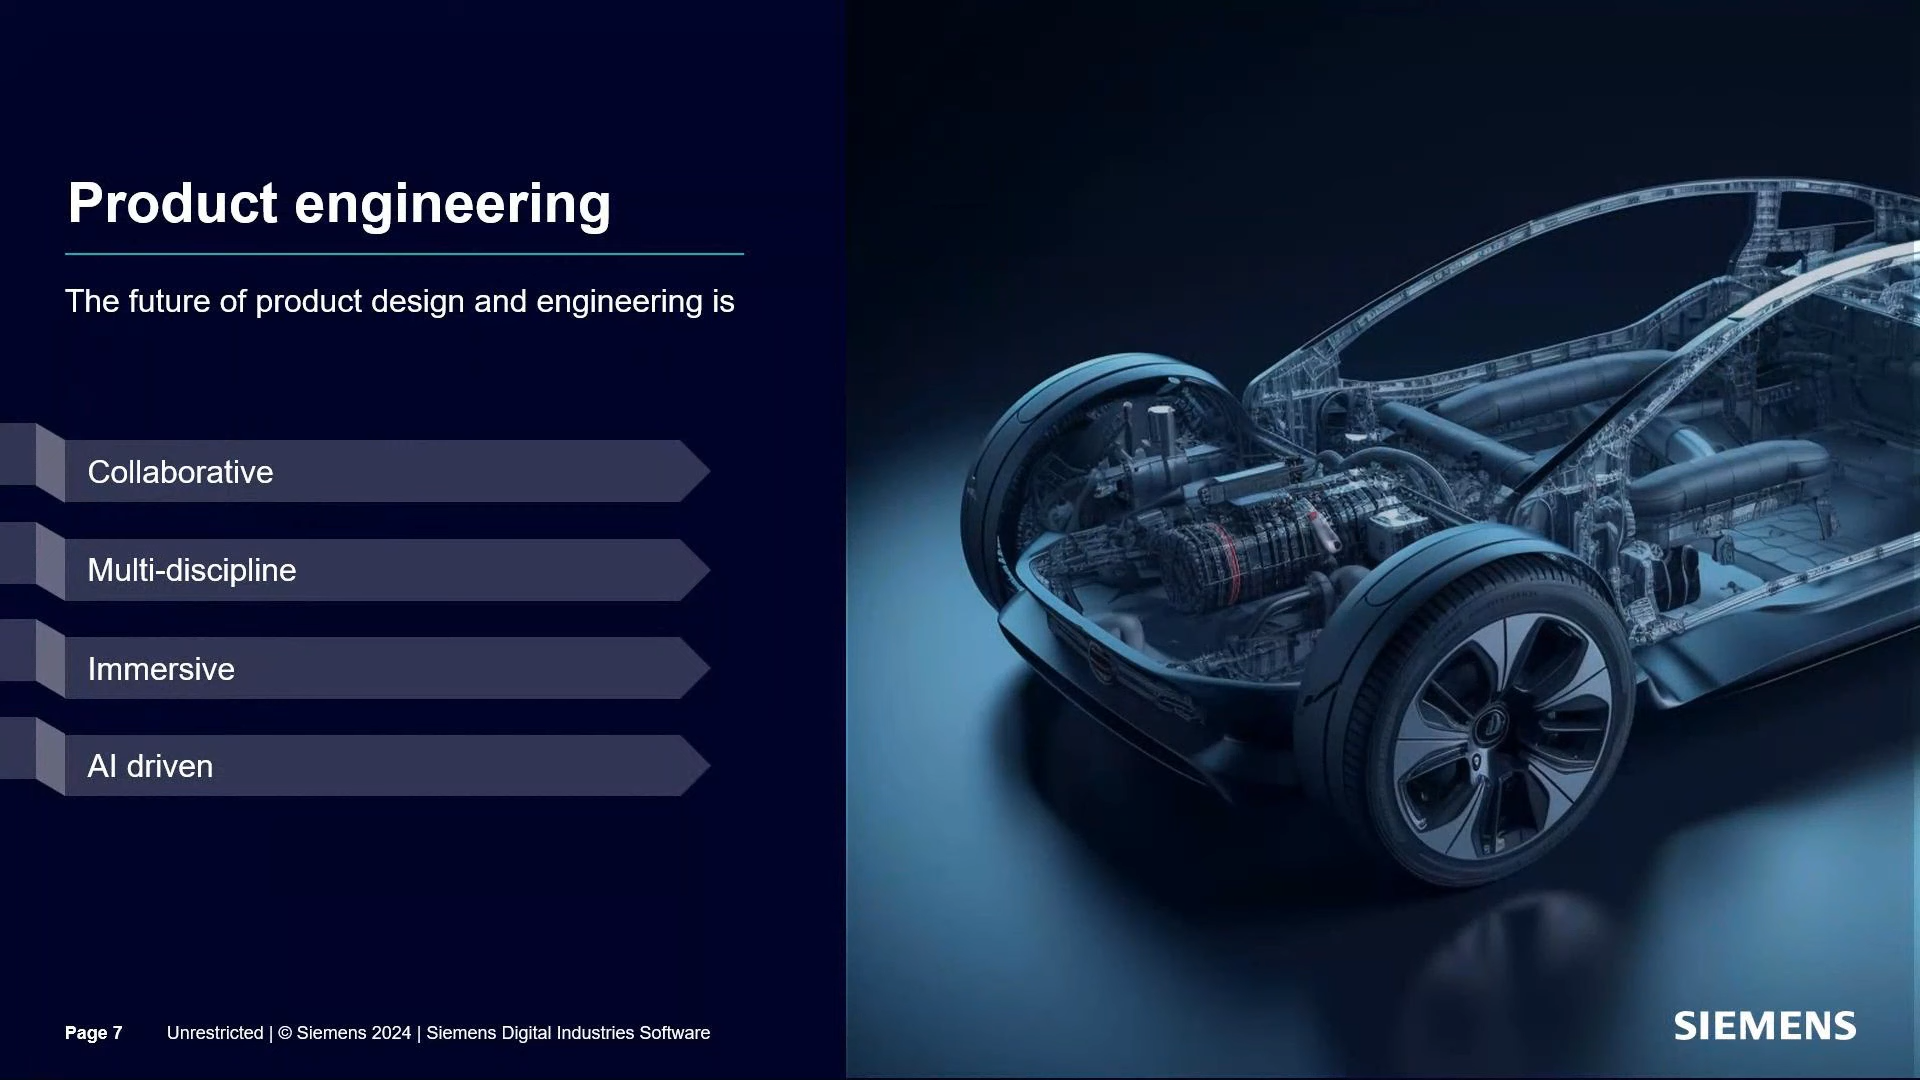 Product engineering
The future of product design and engineering is
Collaborative
Multi-discipline
Immersive
AI driven
Page 7 Unrestricted | © Siemens 2024 | Siemens Digital Industries Software
SIEMENS